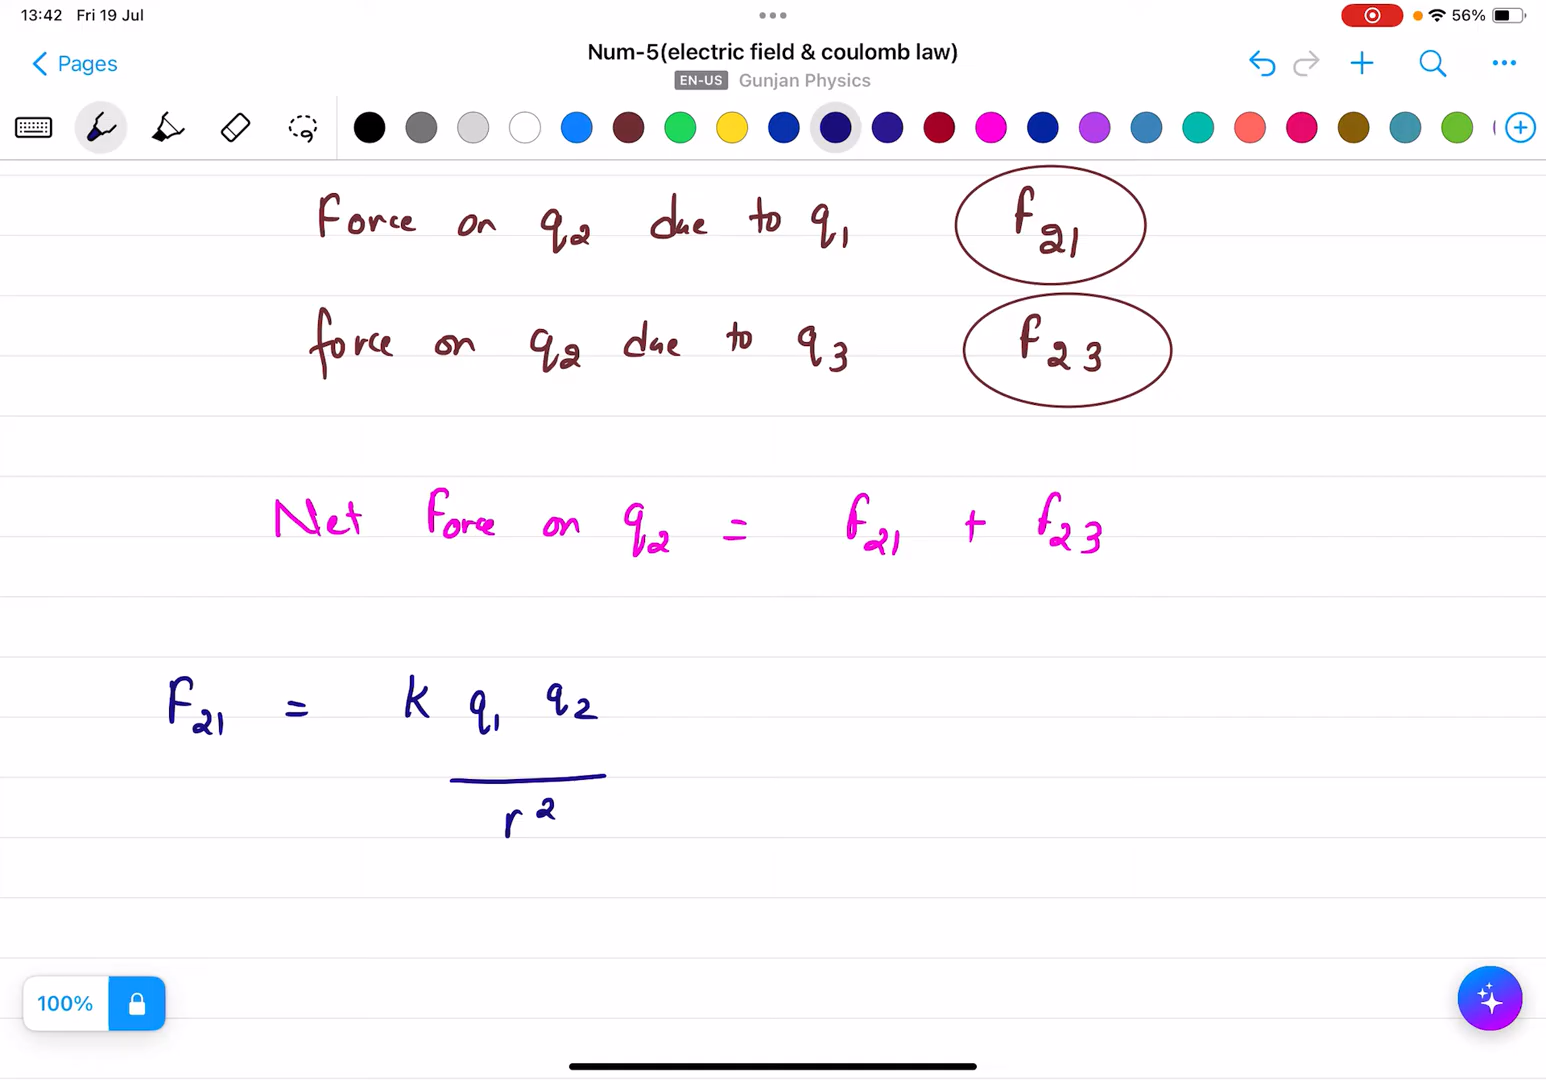 13:42 Fri 19 Jul
56%
Pages
Num-5(electric field & coulomb law)
EN-US Gunjan Physics
Force on q2 due to q1 F21
force on q2 due to q3 F23
Net Force on q2 = F21 + F23
F21 = k q1 q2
r2
100%